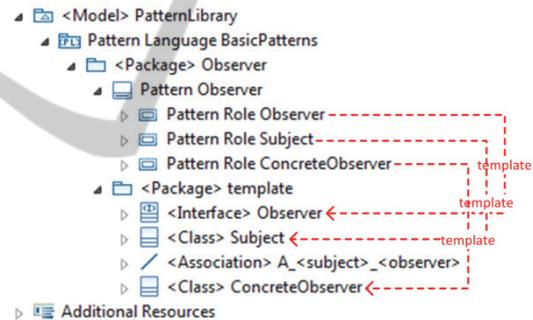 <Model> PatternLibrary
Pattern Language BasicPatterns
<Package> Observer
Pattern Observer
Pattern Role Observer
Pattern Role Subject
Pattern Role ConcreteObserver
template
<Package> template
template
<Interface> Observer
<Class> Subject
template
<Association> A_<subject>_<observer>
<Class> ConcreteObserver
Additional Resources